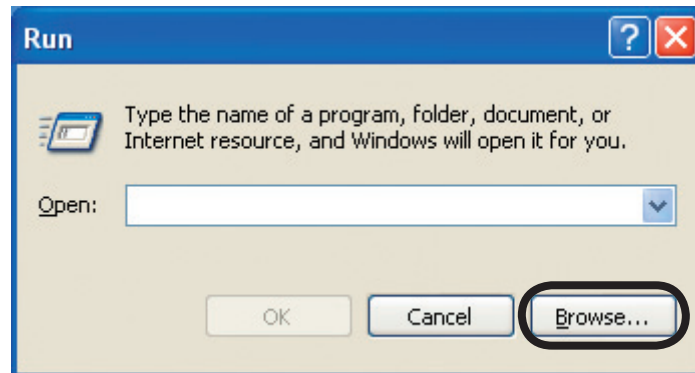 Run
?
Type the name of a program, folder, document, or
Internet resource, and Windows will open it for you.
Open:
OK Cancel Browse...